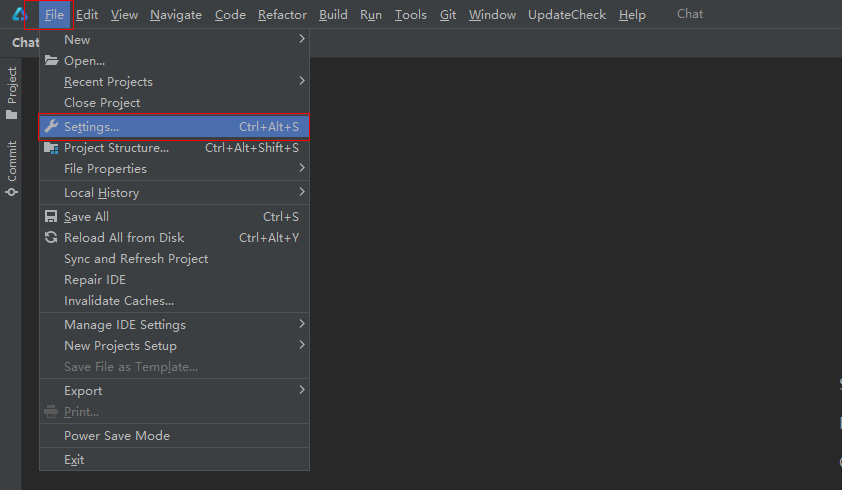 File Edit View Navigate Code Refactor Build Run Tools Git Window UpdateCheck Help Chat
Chat
Project
Commit
New
Open...
Recent Projects
Close Project
Settings... Ctrl+Alt+S
Project Structure... Ctrl+Alt+Shift+S
File Properties
Local History
Save All Ctrl+S
Reload All from Disk Ctrl+Alt+Y
Sync and Refresh Project
Repair IDE
Invalidate Caches...
Manage IDE Settings
New Projects Setup
Save File as Template...
Export
Print...
Power Save Mode
Exit